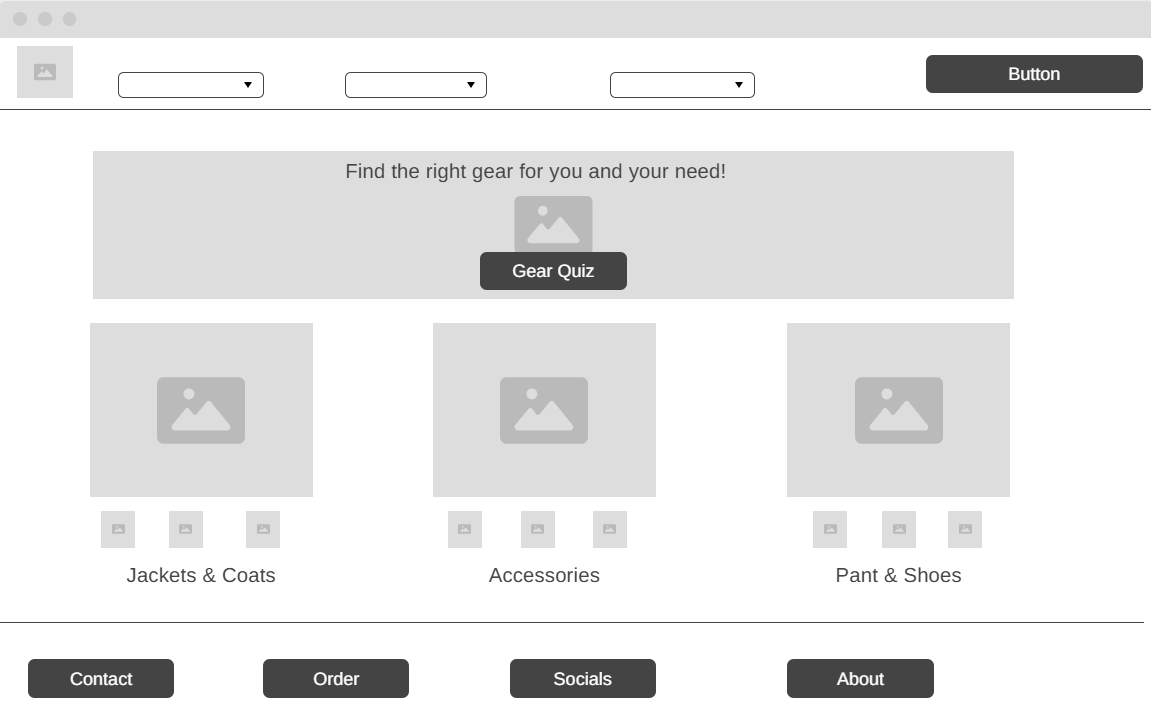 Button
Find the right gear for you and your need!
Gear Quiz
Jackets & Coats
Accessories
Pant & Shoes
Contact
Order
Socials
About